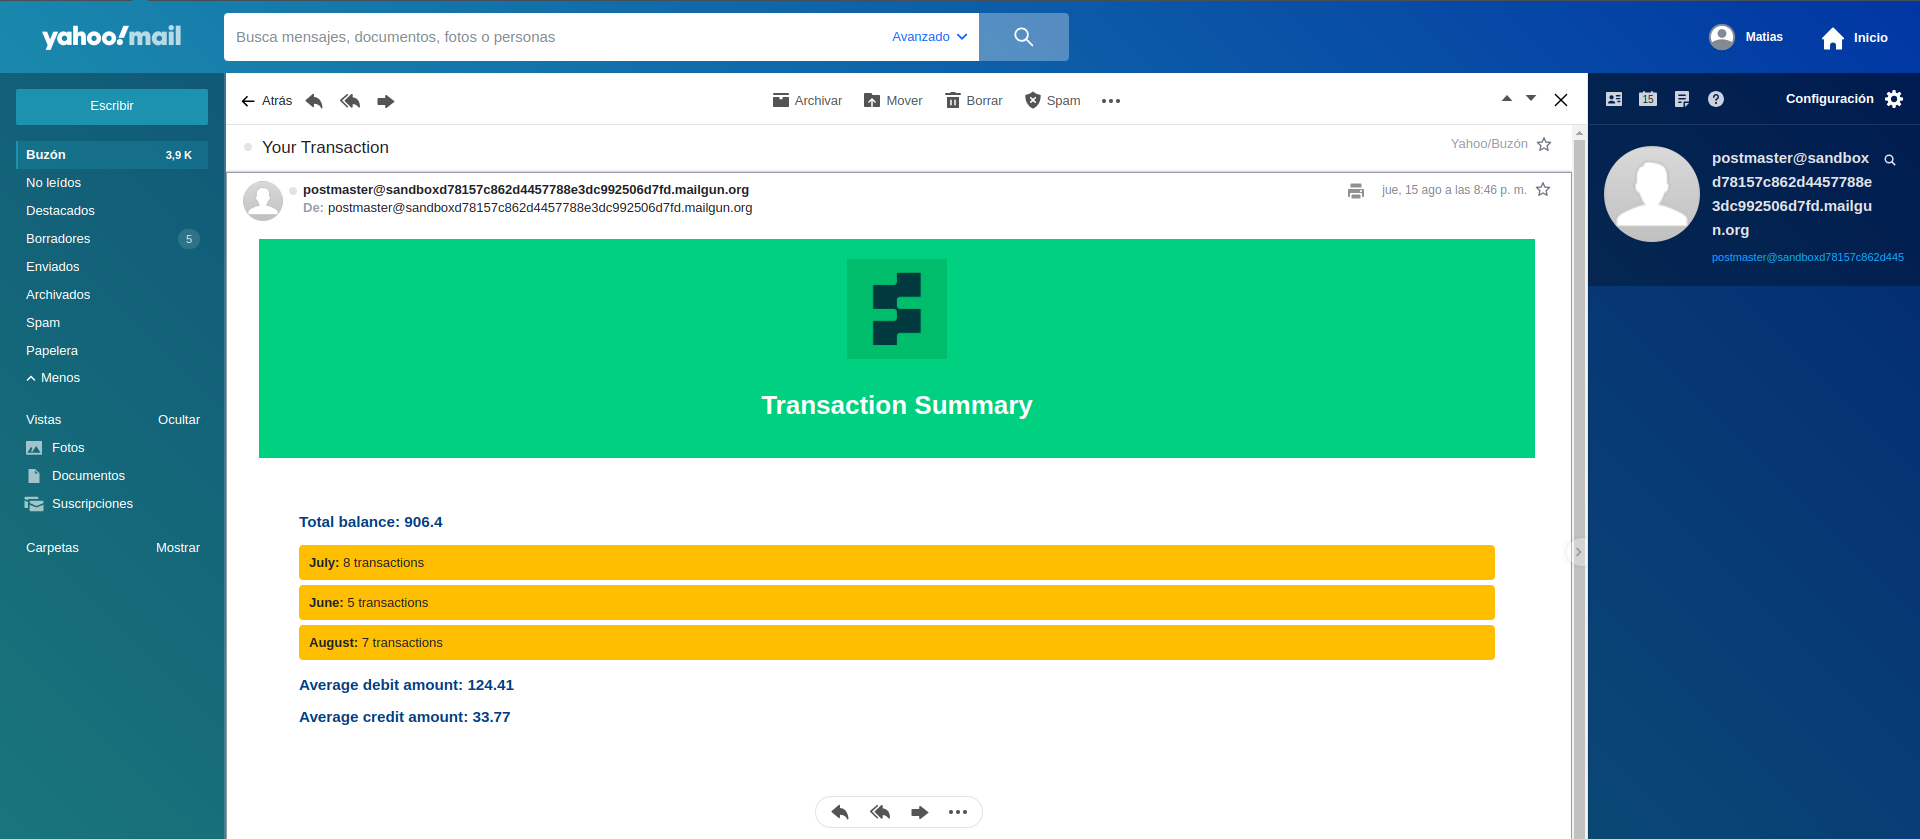 yahoo!mail
Busca mensajes, documentos, fotos o personas
Avanzado
Matias
Inicio
Escribir
Buzón 3,9 K
No leídos
Destacados
Borradores 5
Enviados
Archivados
Spam
Papelera
Menos
Vistas Ocultar
Fotos
Documentos
Suscripciones
Carpetas Mostrar
Atrás
Archivar
Mover
Borrar
Spam
Your Transaction
Yahoo/Buzón
postmaster@sandboxd78157c862d4457788e3dc992506d7fd.mailgun.org
jue, 15 ago a las 8:46 p. m.
De: postmaster@sandboxd78157c862d4457788e3dc992506d7fd.mailgun.org
Transaction Summary
Total balance: 906.4
July: 8 transactions
June: 5 transactions
August: 7 transactions
Average debit amount: 124.41
Average credit amount: 33.77
15
Configuración
postmaster@sandbox
d78157c862d4457788e
3dc992506d7fd.mailgu
n.org
postmaster@sandboxd78157c862d445